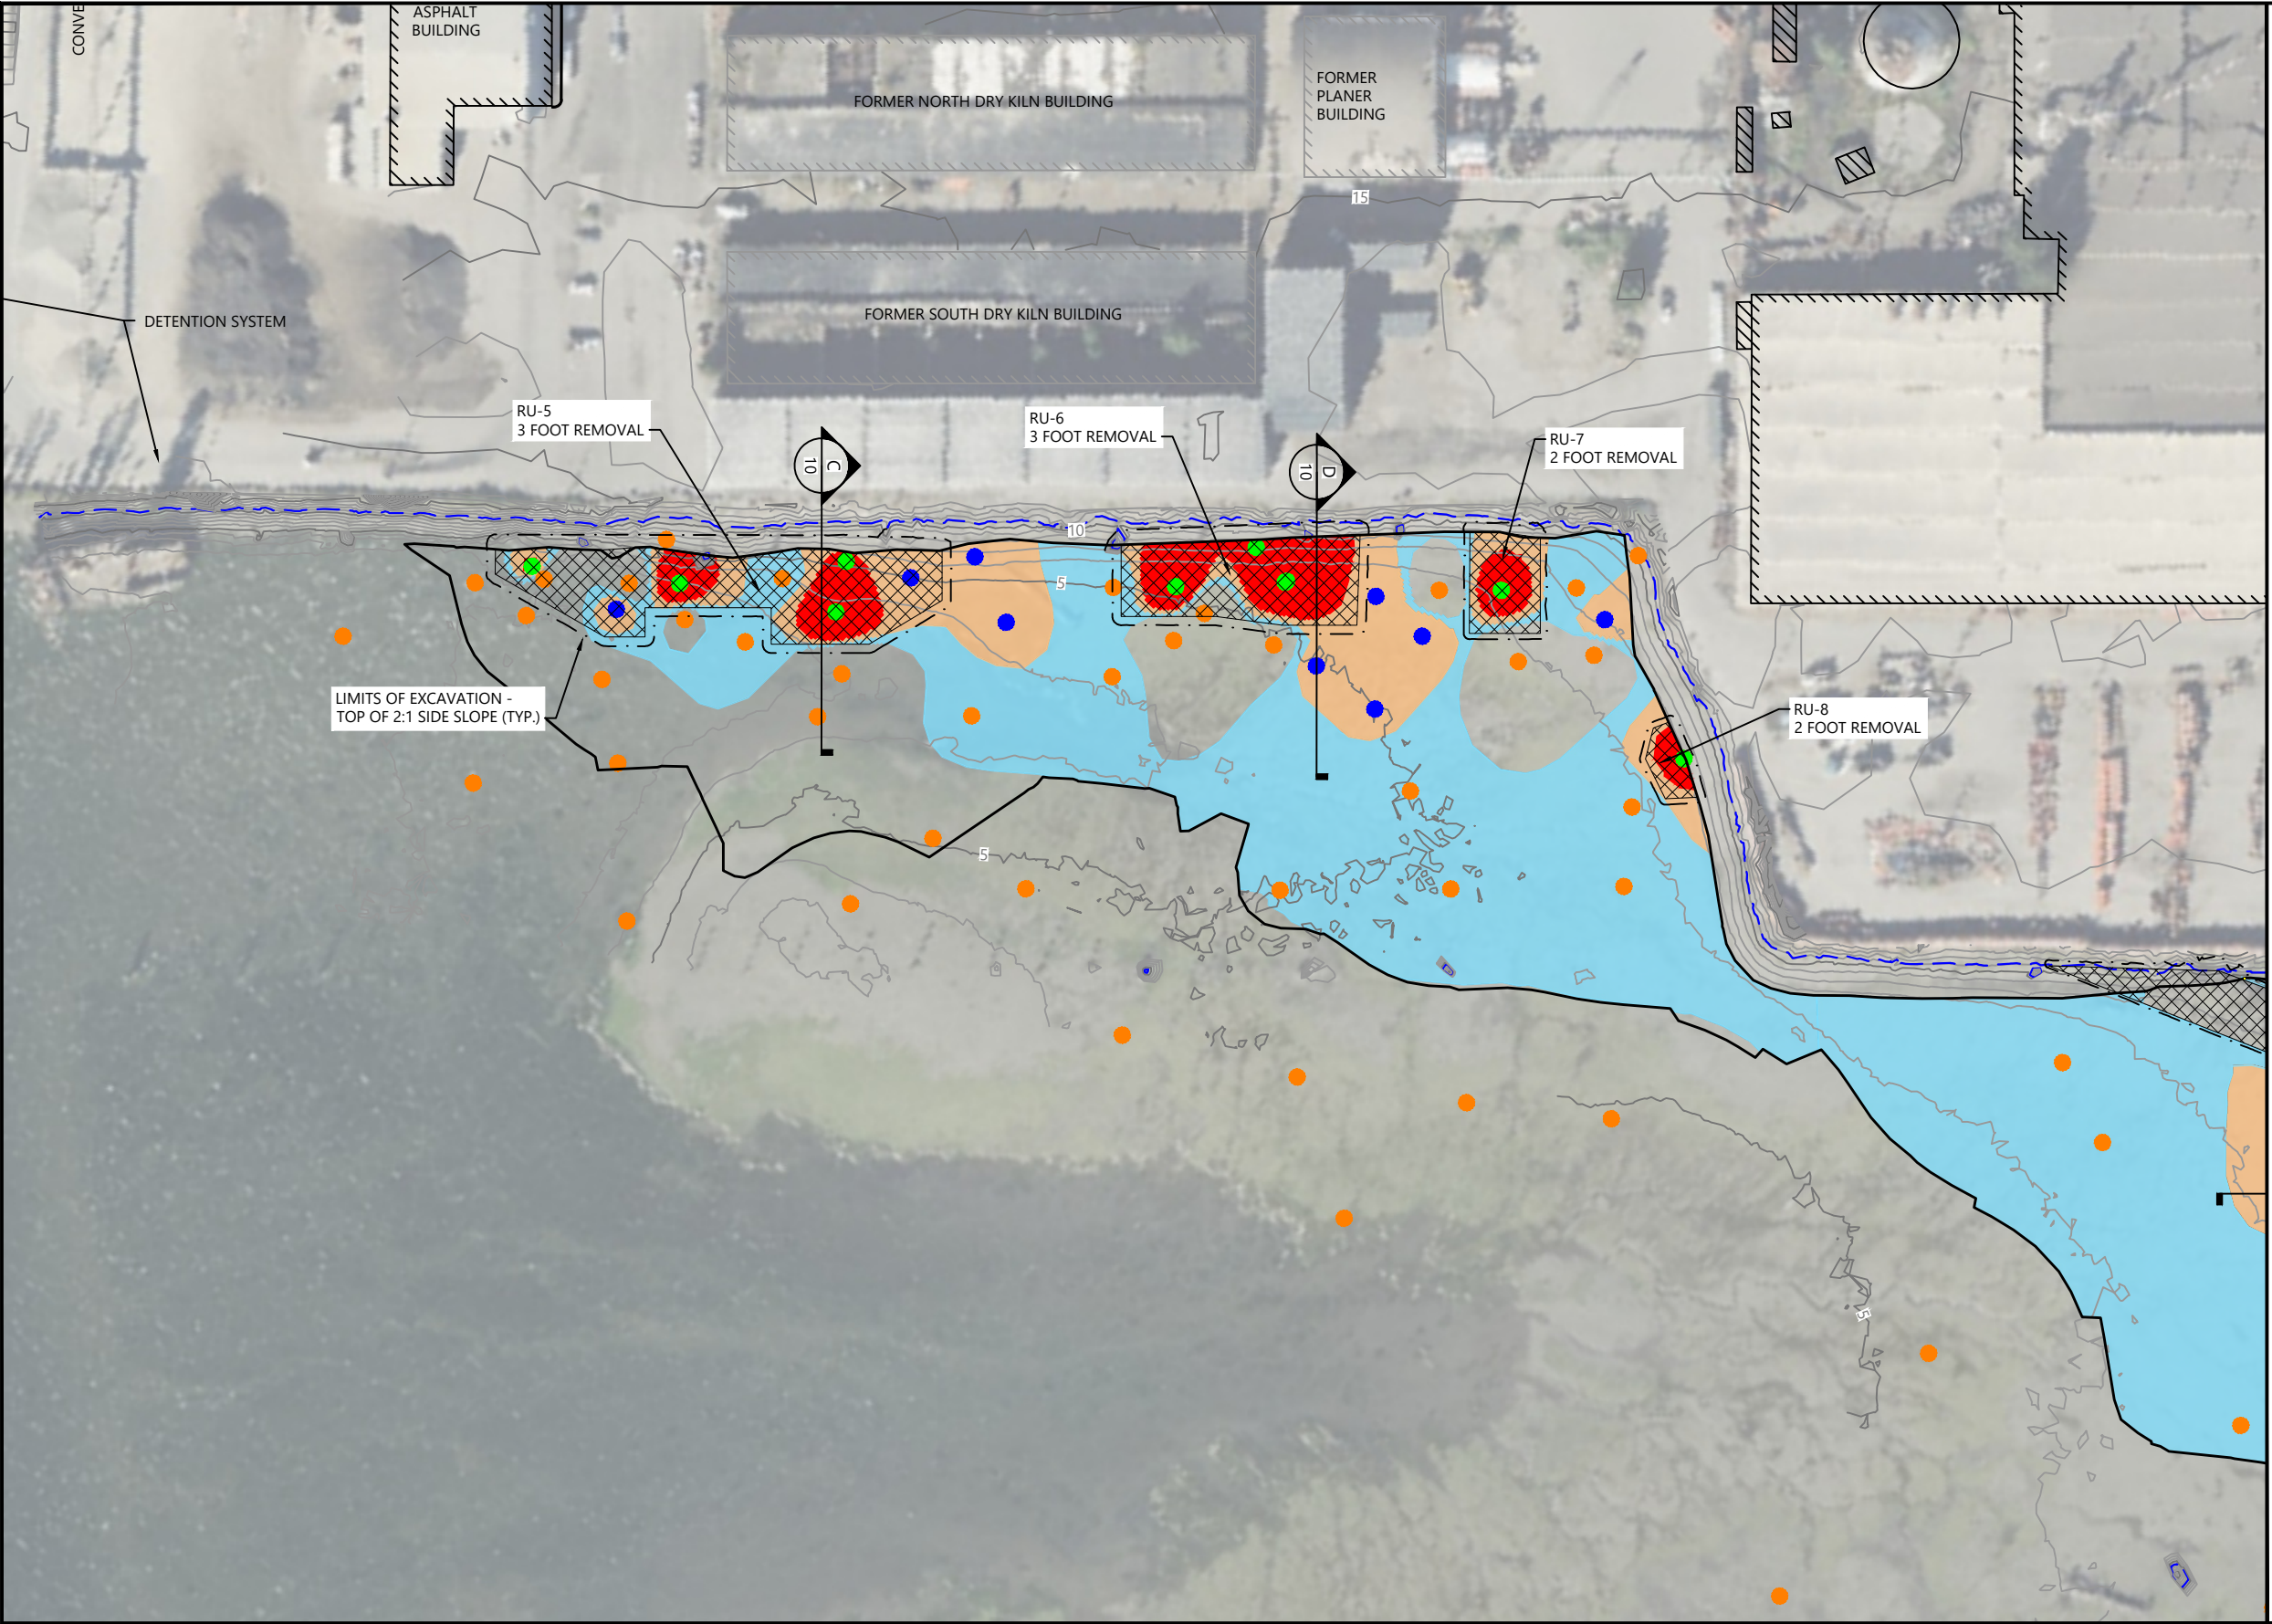 CONVE
ASPHALT
BUILDING
FORMER NORTH DRY KILN BUILDING
FORMER
PLANER
BUILDING
15
DETENTION SYSTEM
FORMER SOUTH DRY KILN BUILDING
RU-5
3 FOOT REMOVAL
RU-6
3 FOOT REMOVAL
RU-7
2 FOOT REMOVAL
C
10
D
10
10
5
LIMITS OF EXCAVATION -
TOP OF 2:1 SIDE SLOPE (TYP.)
RU-8
2 FOOT REMOVAL
5
5